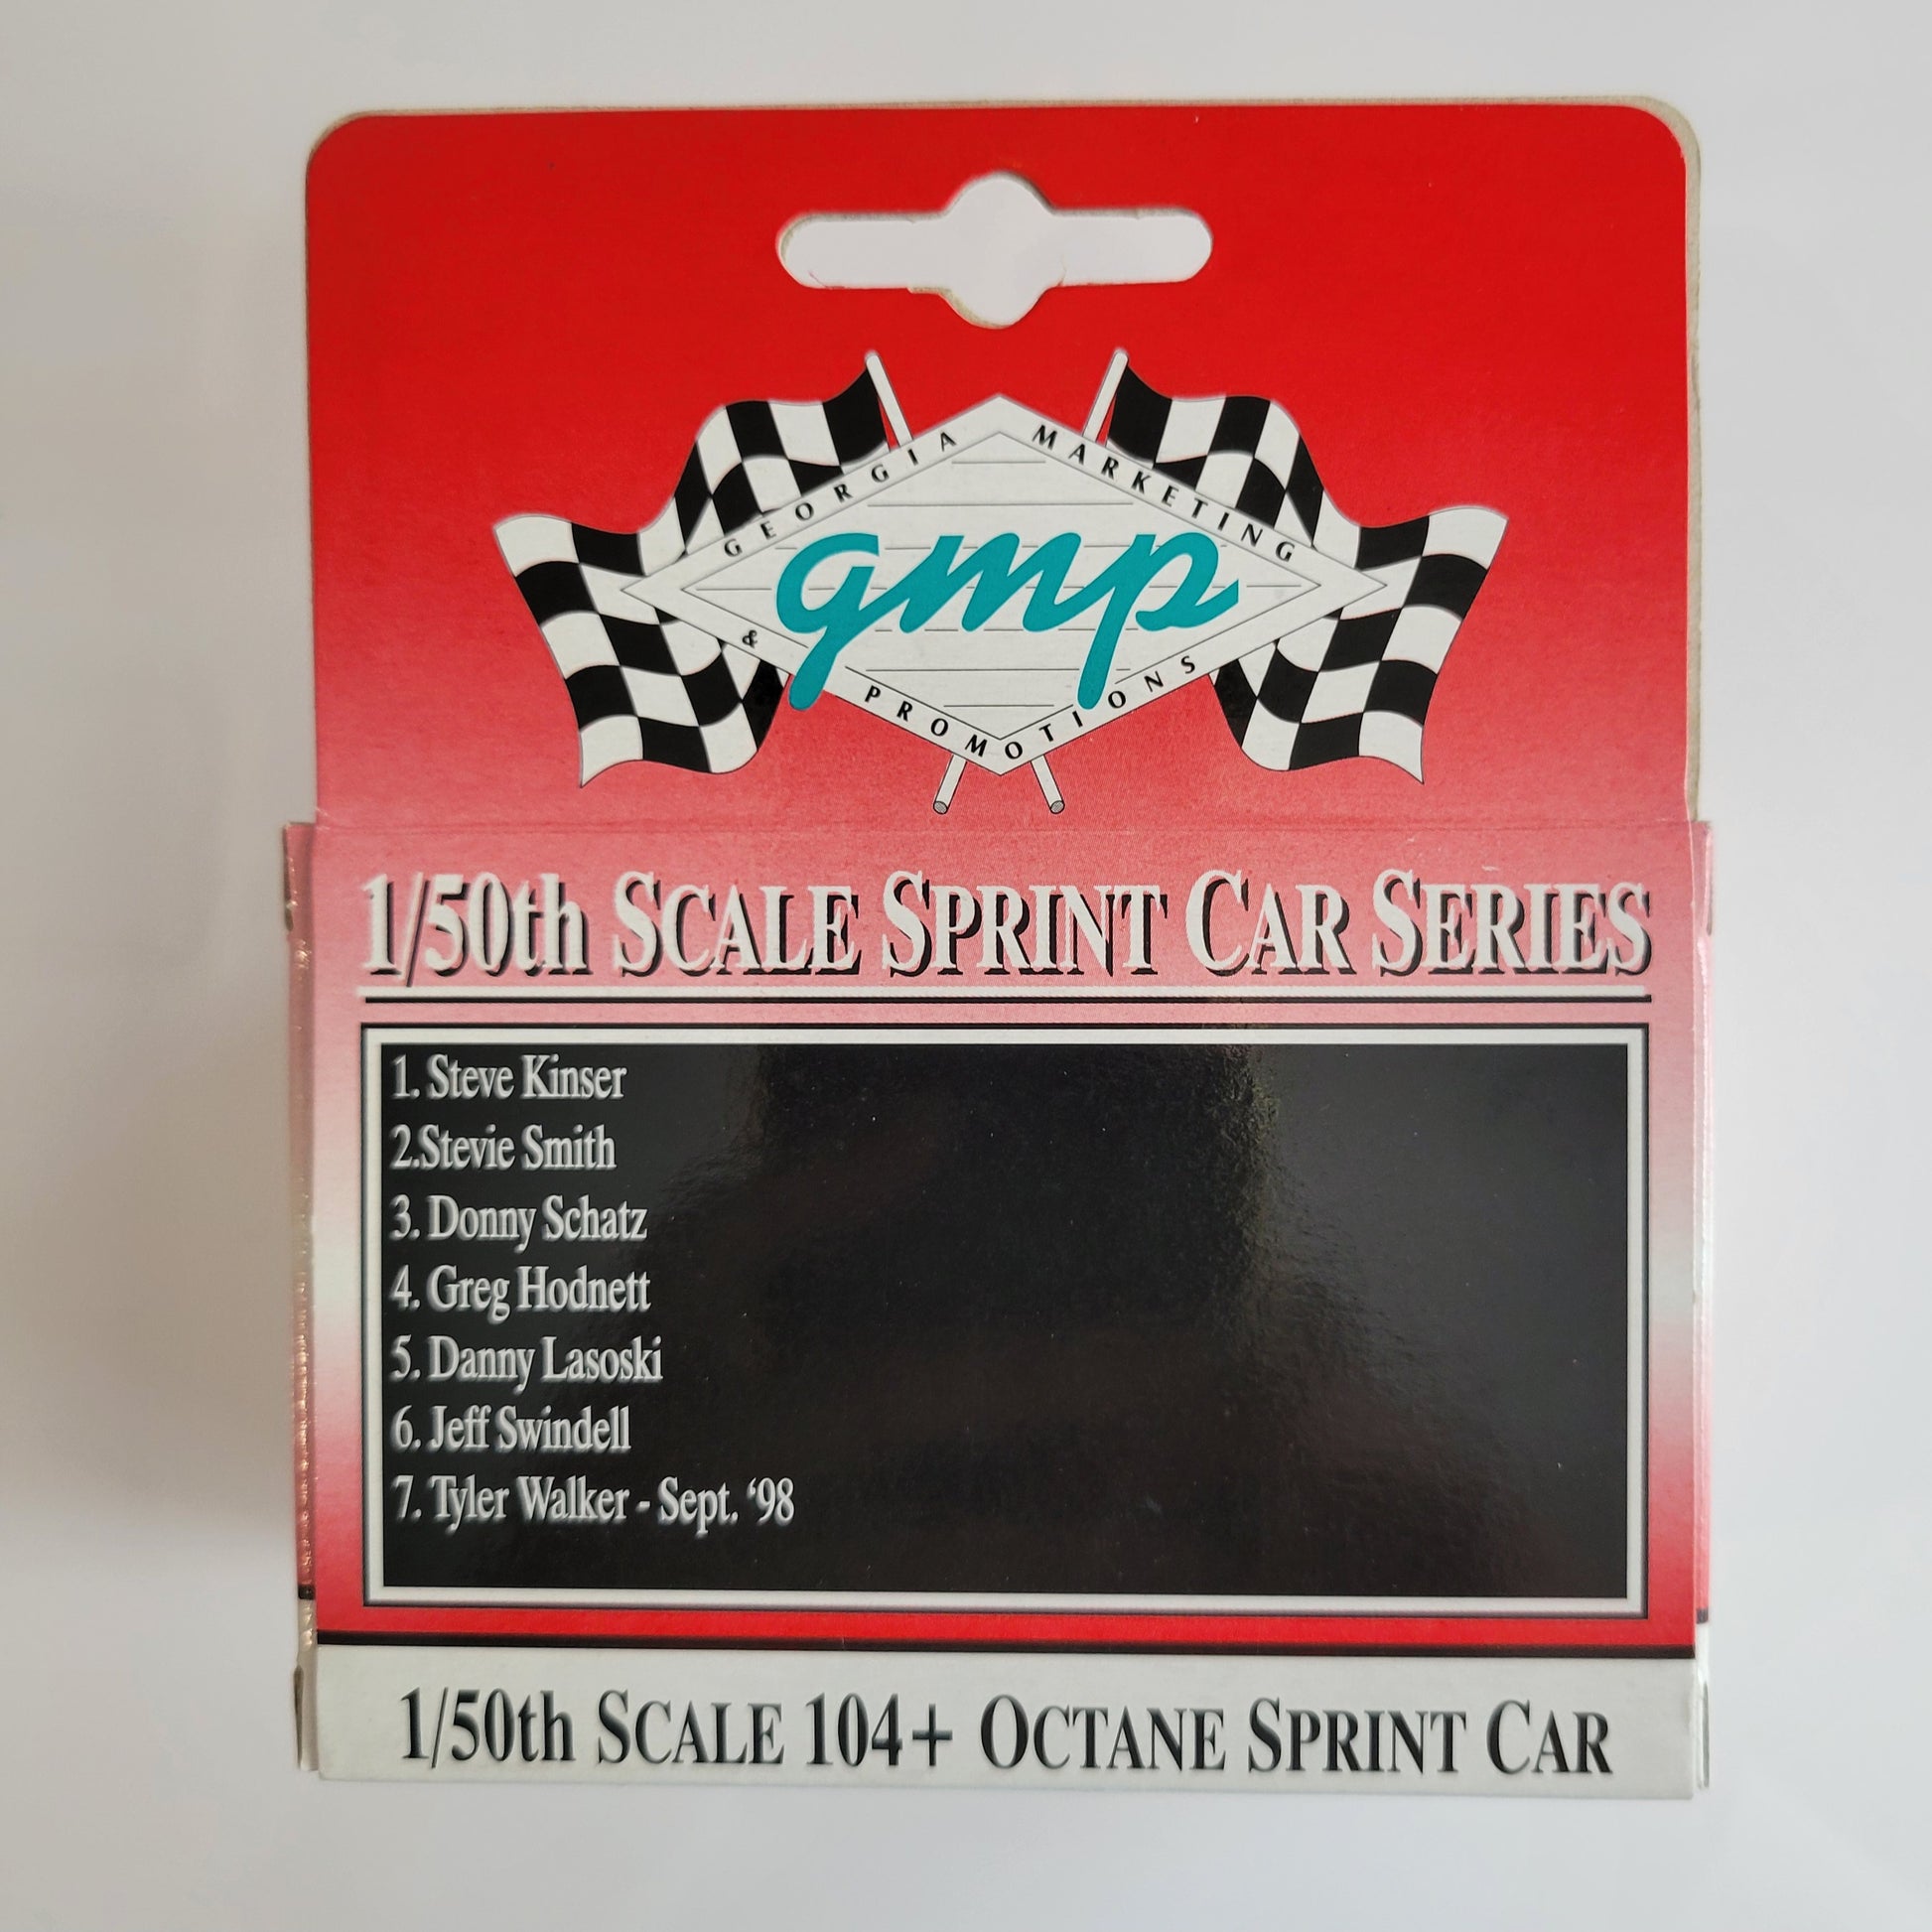 GEORGIA MARKETING
gmp
& PROMOTIONS
1/50th SCALE SPRINT CAR SERIES
1. Steve Kinser
2.Stevie Smith
3. Donny Schatz
4. Greg Hodnett
5. Danny Lasoski
6. Jeff Swindell
7. Tyler Walker - Sept. ‘98
1/50th SCALE 104+ OCTANE SPRINT CAR